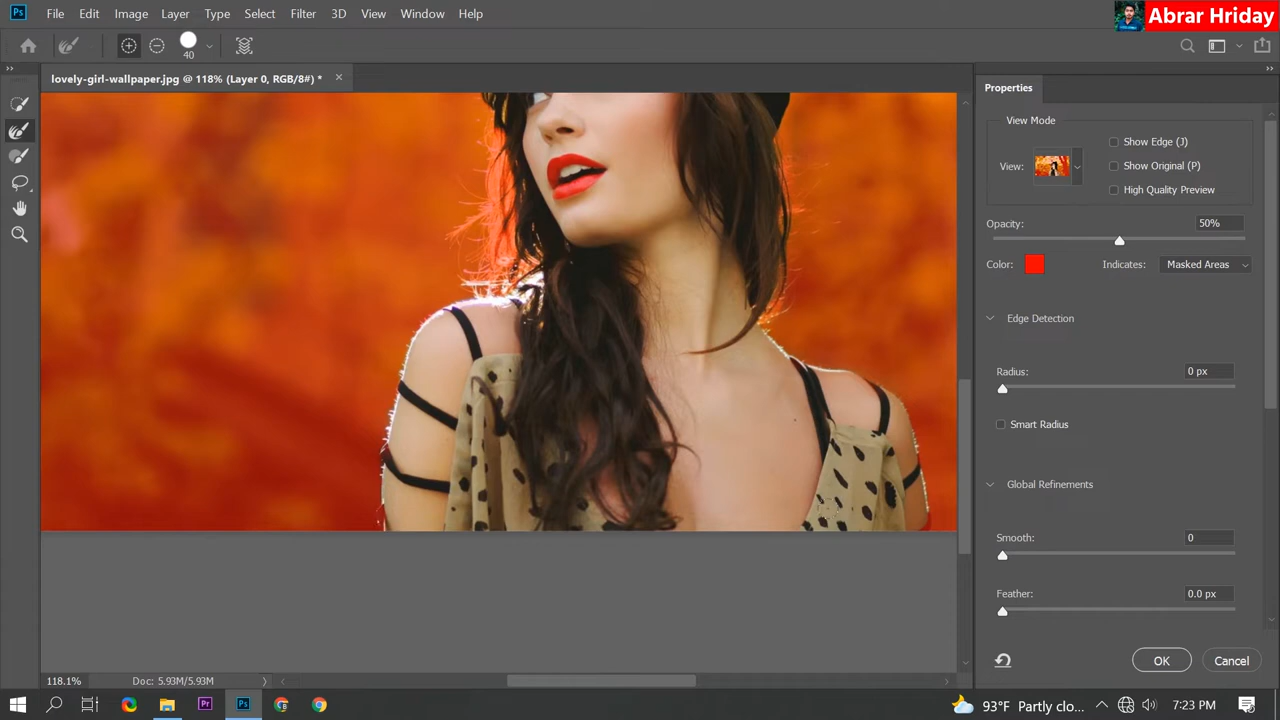 Ps File Edit Image Layer Type Select Filter 3D View Window Help
Abrar Hriday
40
lovely-girl-wallpaper.jpg @ 118% (Layer 0, RGB/8#) *
Properties
View Mode
Show Edge (J)
View:
Show Original (P)
High Quality Preview
Opacity: 50%
Color: Indicates: Masked Areas
Edge Detection
Radius: 0 px
Smart Radius
Global Refinements
Smooth: 0
Feather: 0.0 px
OK Cancel
118.1% Doc: 5.93M/5.93M
Pr Ps 93°F Partly clo... 7:23 PM